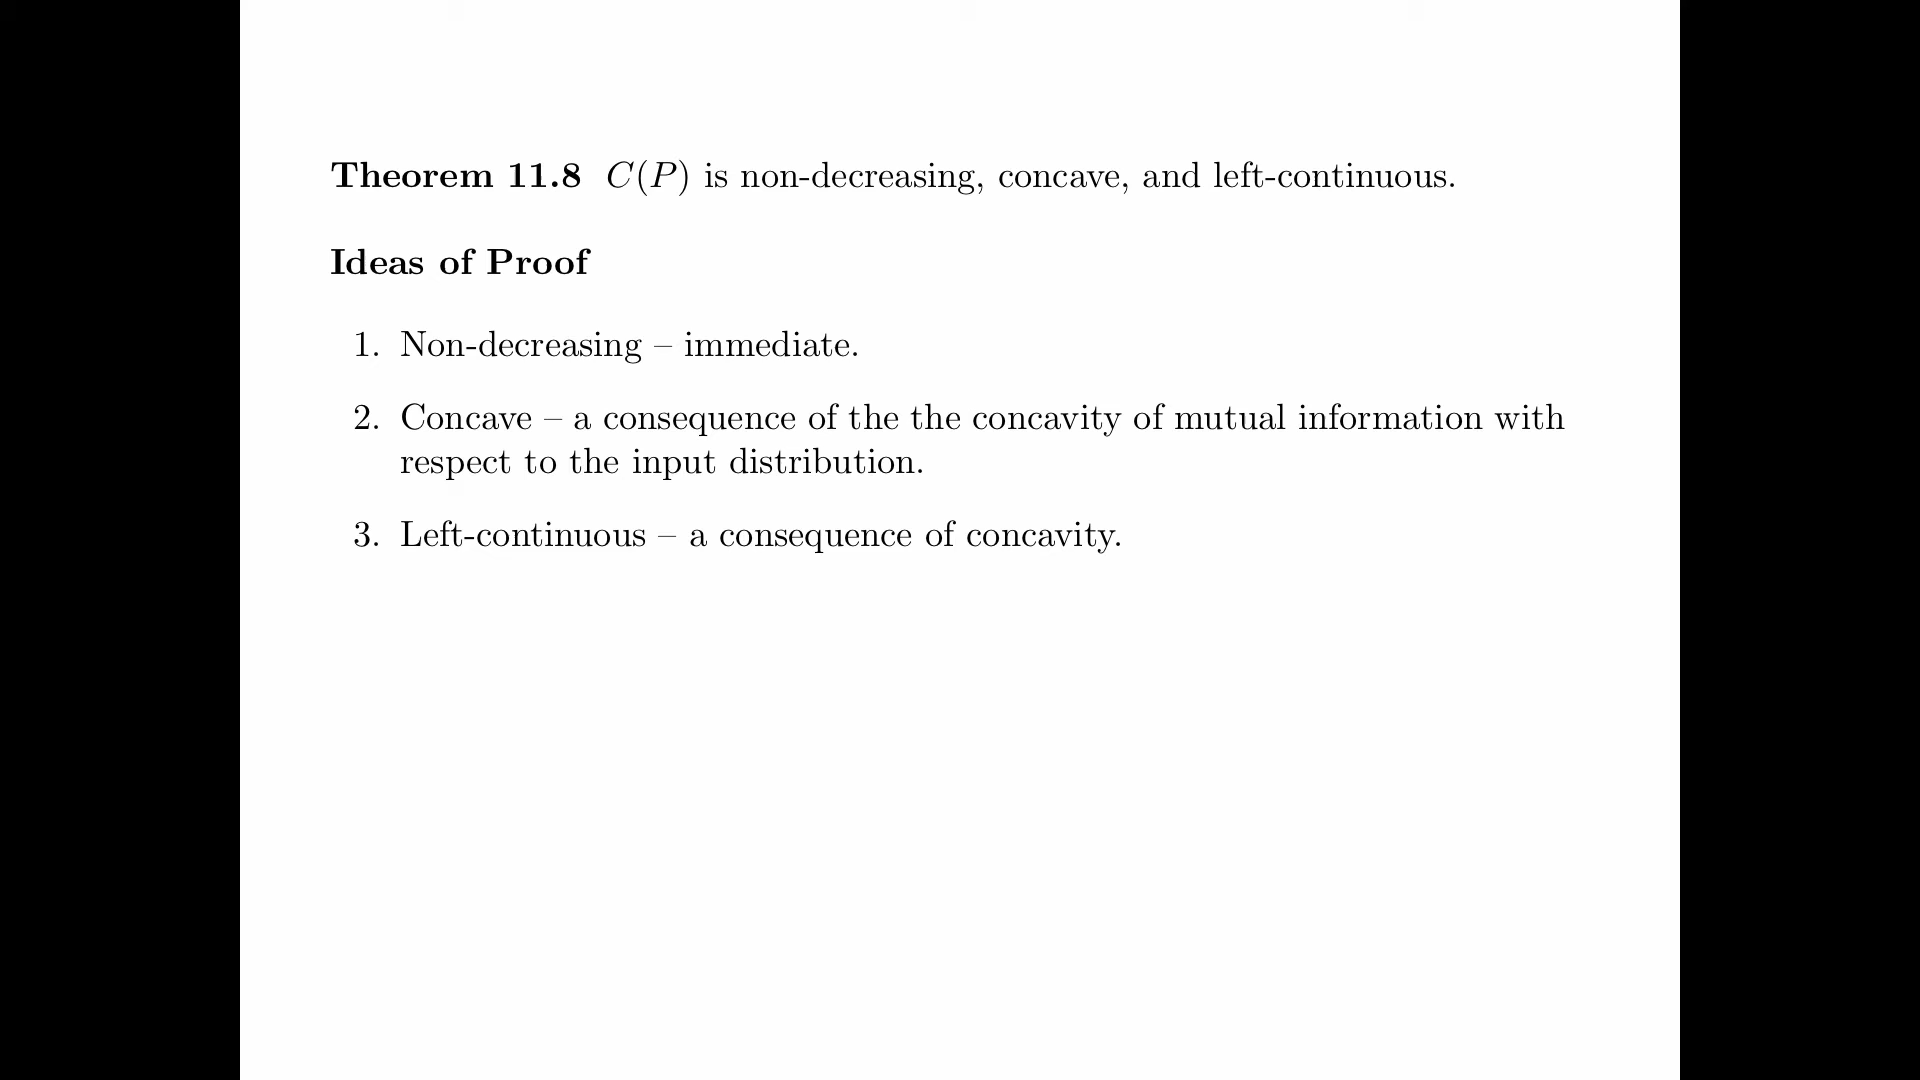 Theorem 11.8 C(P) is non-decreasing, concave, and left-continuous.
Ideas of Proof
1. Non-decreasing – immediate.
2. Concave – a consequence of the the concavity of mutual information with
respect to the input distribution.
3. Left-continuous – a consequence of concavity.